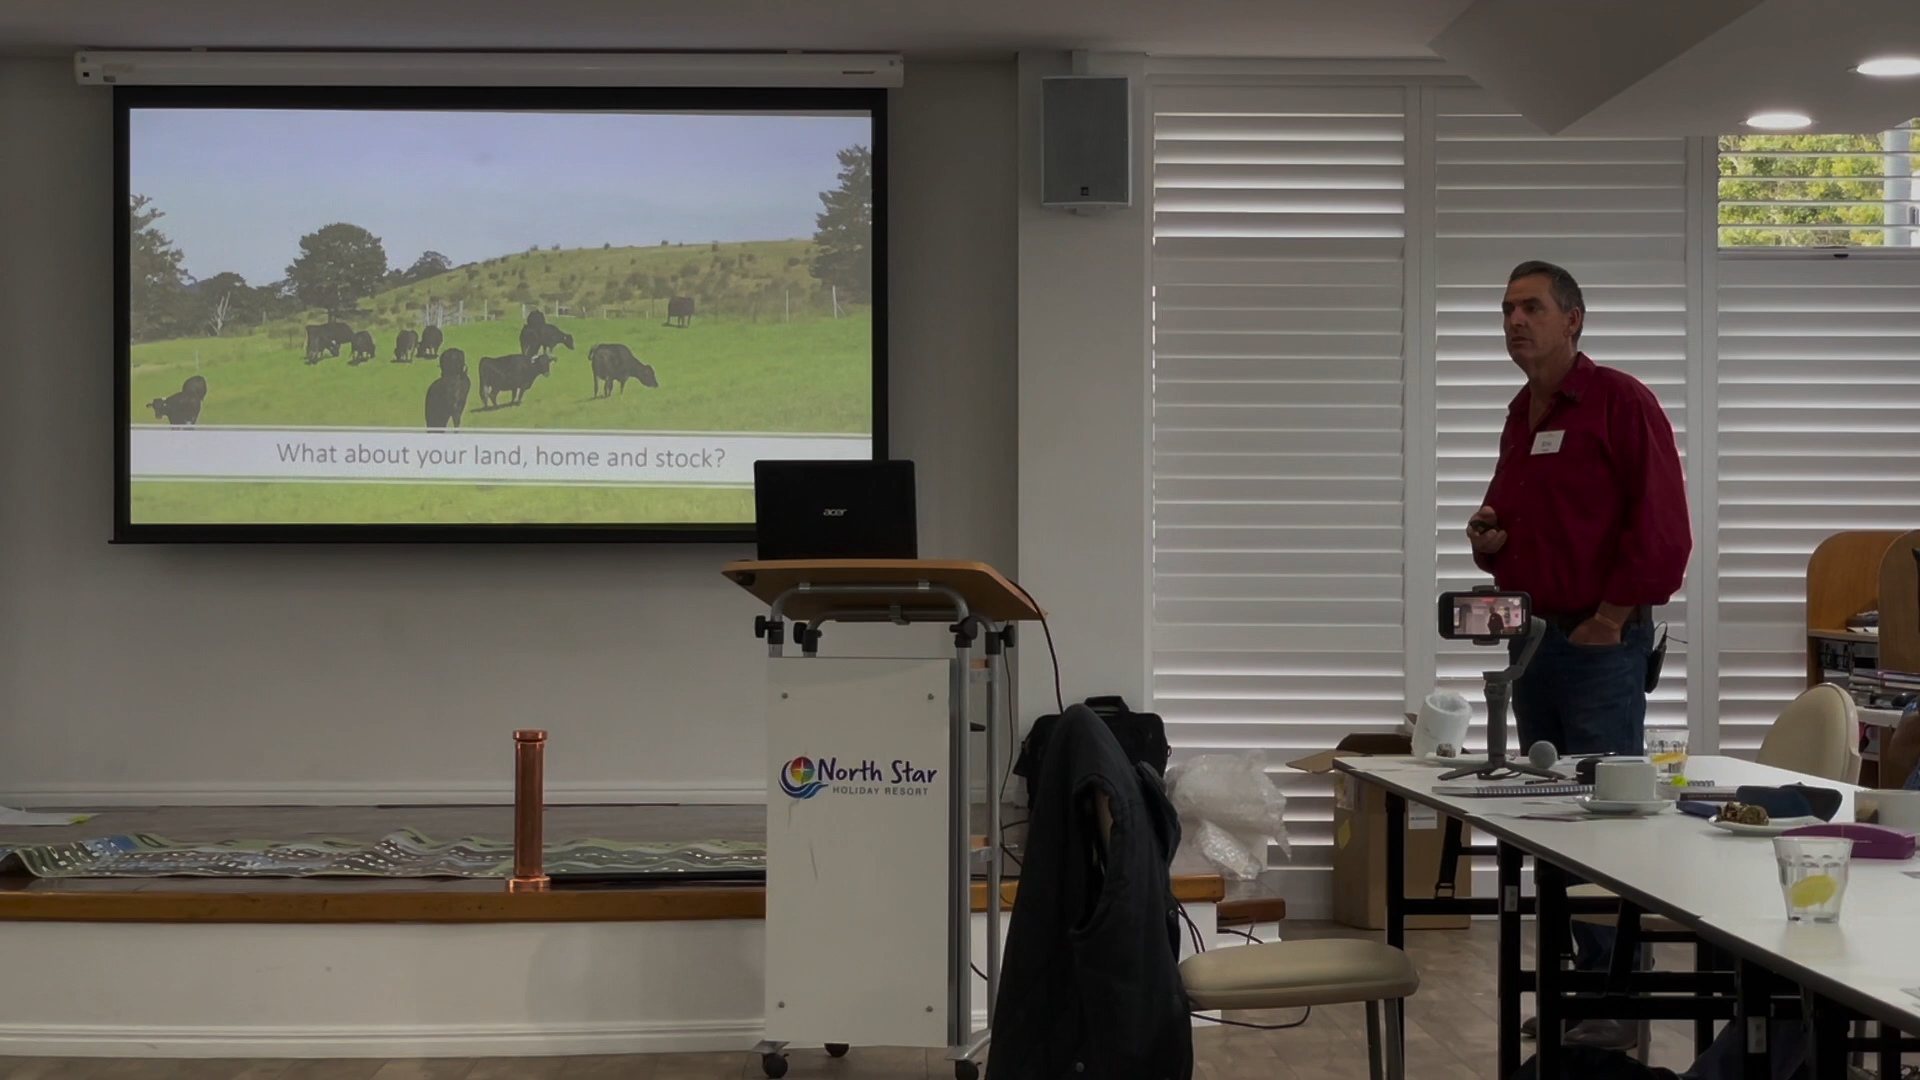 What about your land, home and stock?
acer
North Star
HOLIDAY RESORT